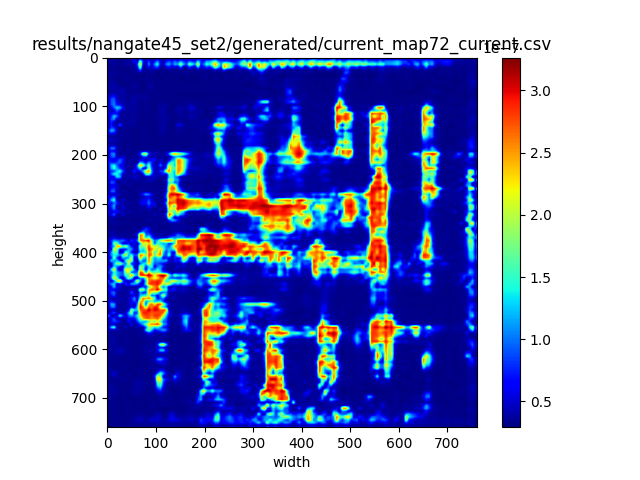 results/nangate45_set2/generated/current_map72_current.csv
1e−7
0
100
200
300
400
500
600
700
height
0 100 200 300 400 500 600 700
width
3.0
2.5
2.0
1.5
1.0
0.5